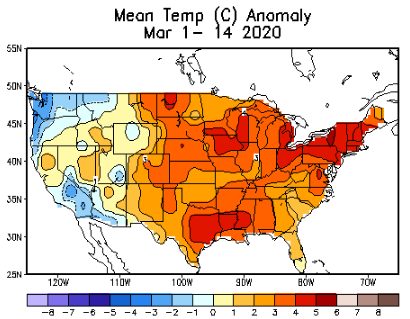 Mean Temp (C) Anomaly
Mar 1- 14 2020
55N
50N
45N
40N
35N
30N
25N
120W 110W 100W 90W 80W 70W
-8 -7 -6 -5 -4 -3 -2 -1 0 1 2 3 4 5 6 7 8